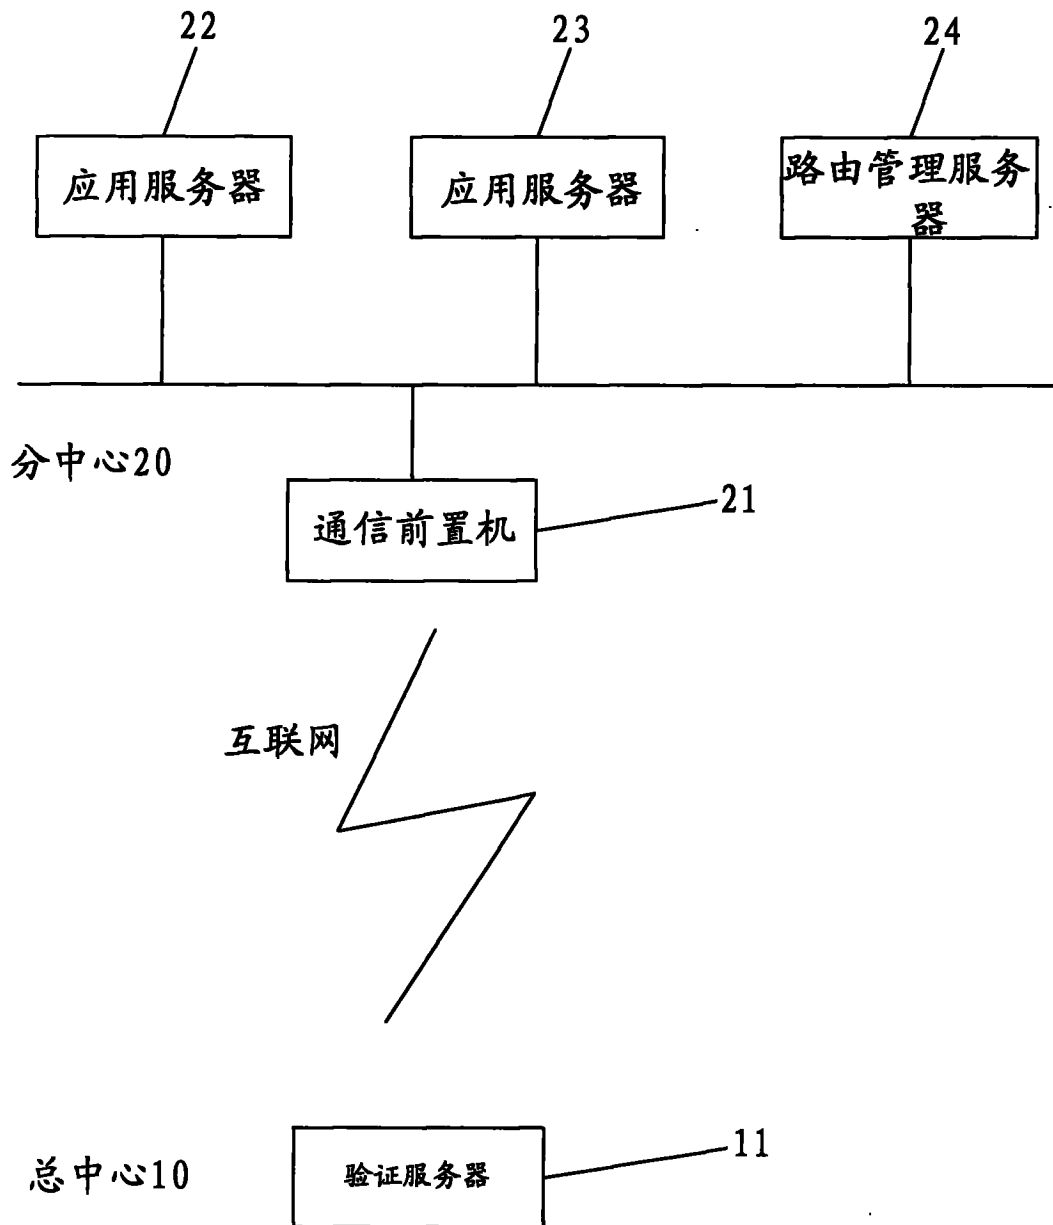 22
23
24
应用服务器
应用服务器
路由管理服务
器
分中心20
通信前置机
21
互联网
总中心10
验证服务器
11